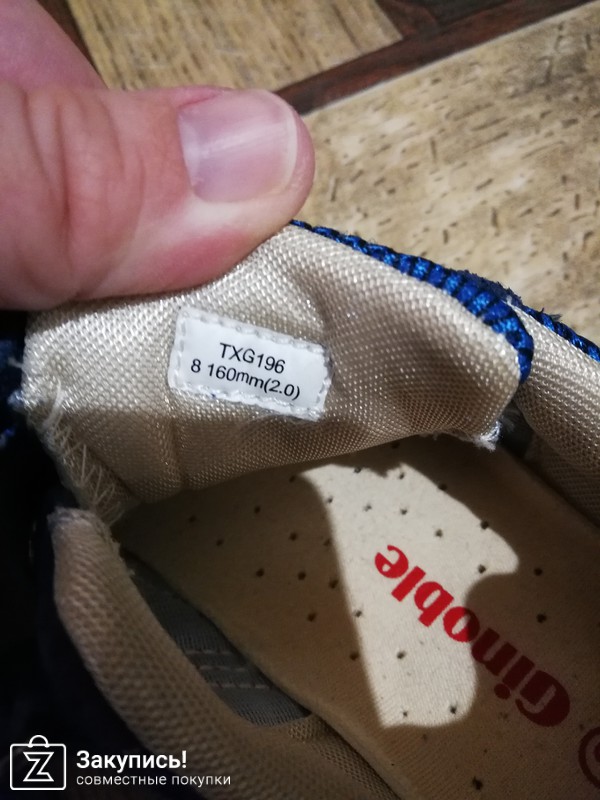 TXG196
8 160mm(2.0)
Ginoble
Z
Закупись!
совместные покупки